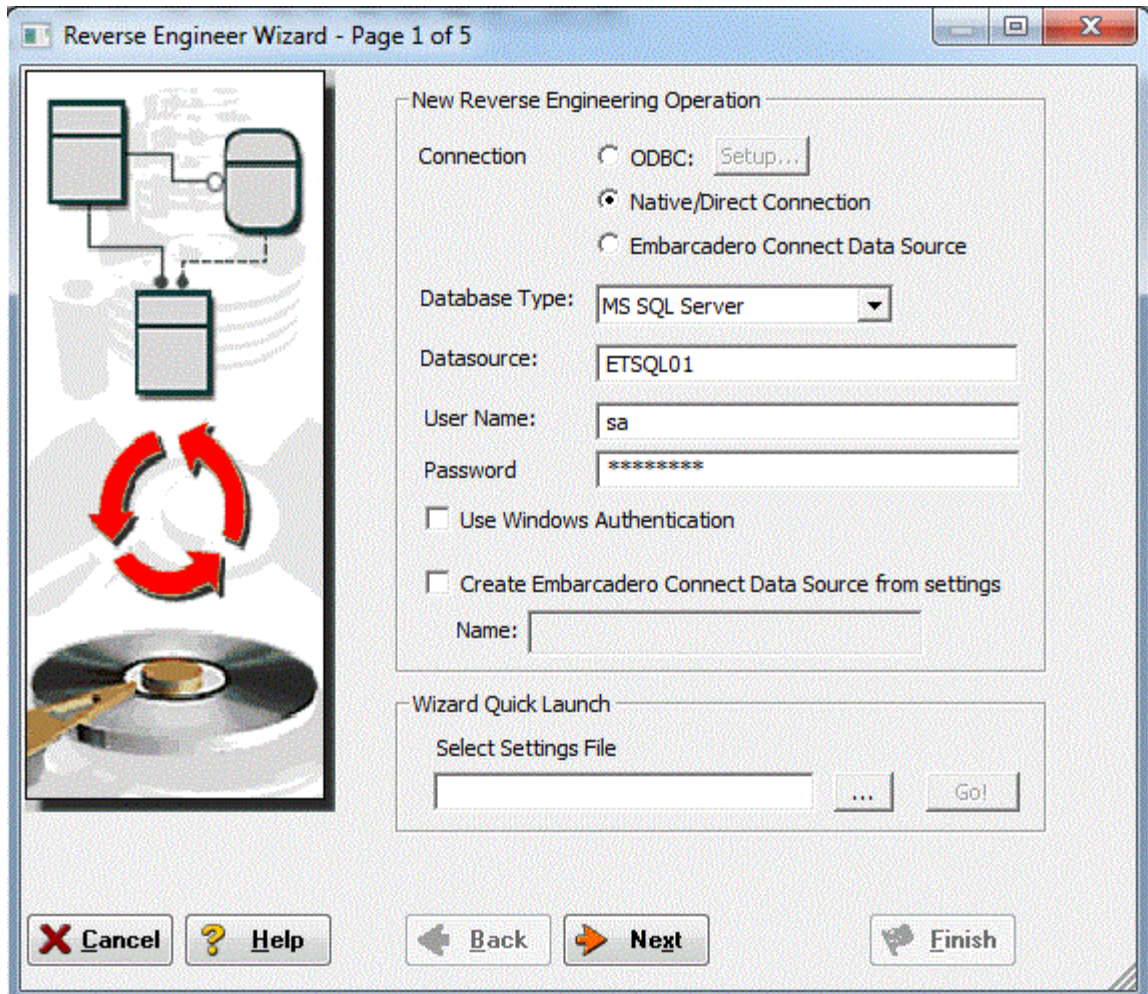 Reverse Engineer Wizard - Page 1 of 5
New Reverse Engineering Operation
Connection
ODBC: Setup...
Native/Direct Connection
Embarcadero Connect Data Source
Database Type: MS SQL Server
Datasource: ETSQL01
User Name: sa
Password ********
Use Windows Authentication
Create Embarcadero Connect Data Source from settings
Name:
Wizard Quick Launch
Select Settings File
... Go!
Cancel Help Back Next Finish